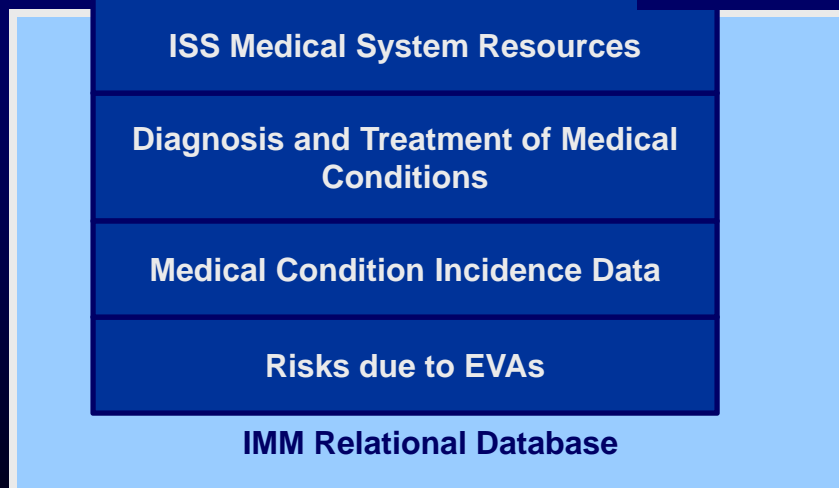 ISS Medical System Resources
Diagnosis and Treatment of Medical
Conditions
Medical Condition Incidence Data
Risks due to EVAs
IMM Relational Database